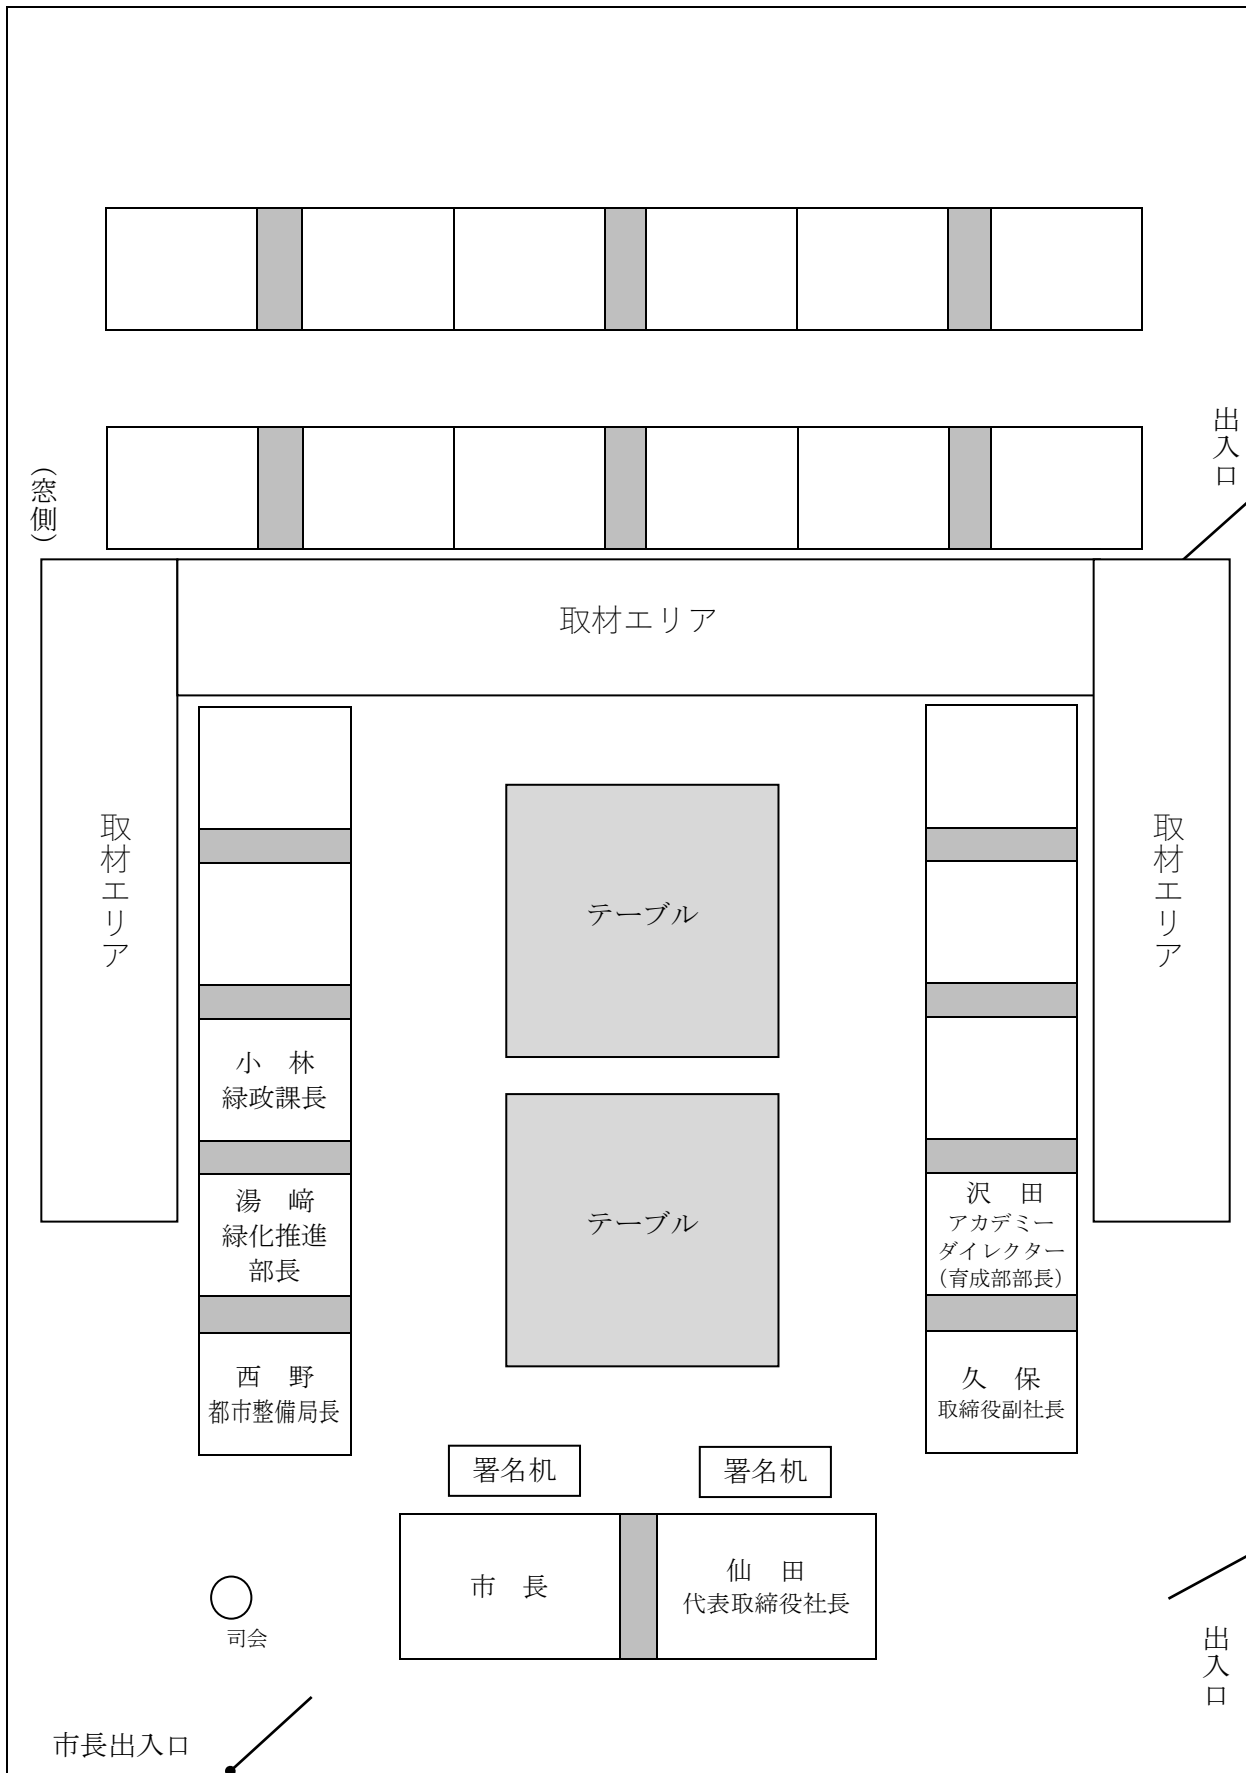 出入口
（窓側）
取材エリア
取材エリア
取材エリア
テーブル
小　林
緑政課長
テーブル
湯　﨑
緑化推進
部長
沢　田
アカデミー
ダイレクター
（育成部部長）
西　野
都市整備局長
久　保
取締役副社長
署名机
署名机
市　長
仙　田
代表取締役社長
司会
出入口
市長出入口